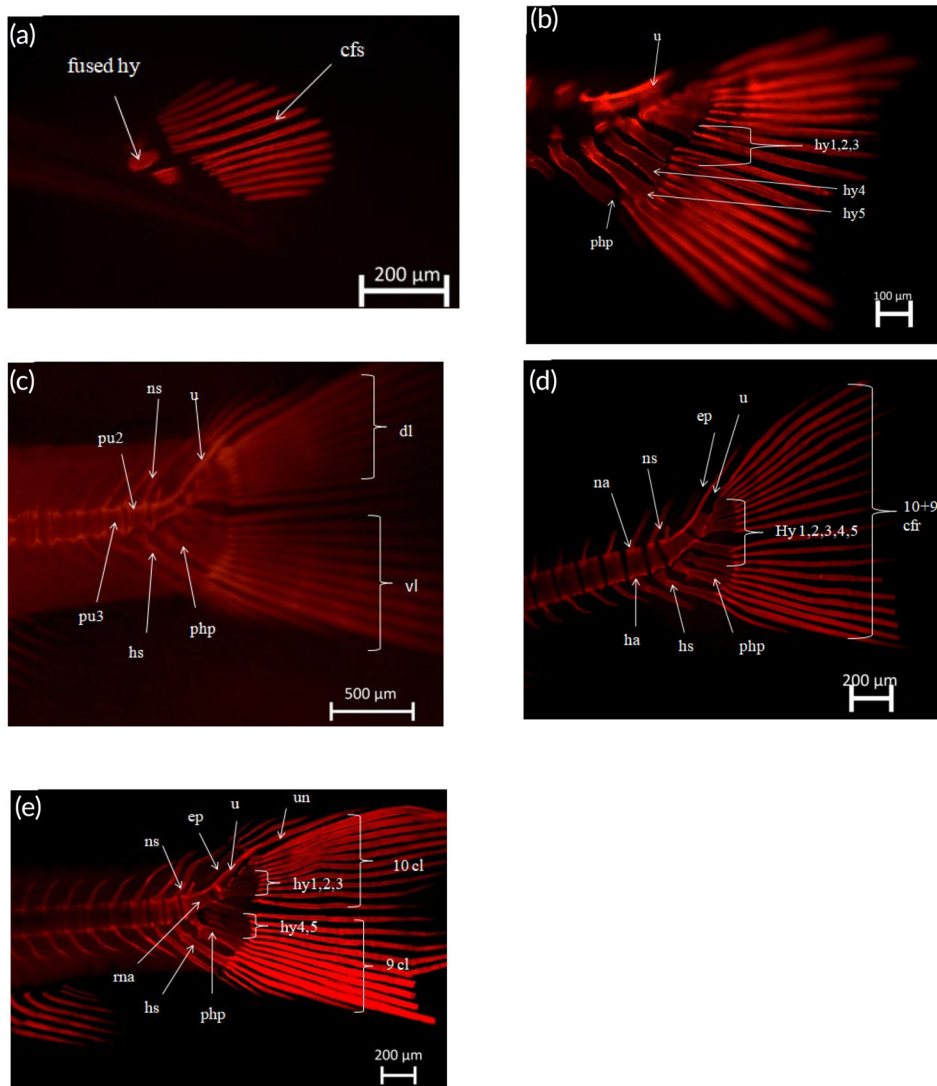 (a)
fused hy
cfs
200 µm
(b)
u
hy1,2,3
hy4
hy5
php
100 µm
(c)
ns
u
pu2
dl
vl
pu3
hs
php
500 µm
(d)
ep
u
ns
na
Hy 1,2,3,4,5
10+9
cfr
ha
hs
php
200 µm
(e)
un
u
ep
ns
10 cl
hy1,2,3
hy4,5
9 cl
rna
hs
php
200 µm